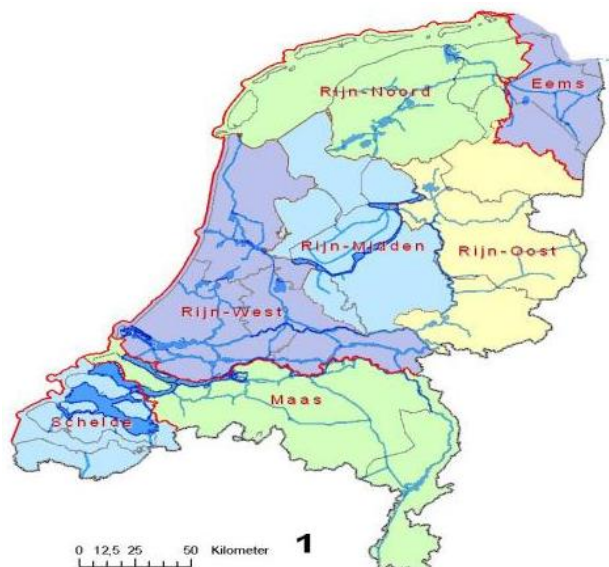 Rijn-Noord
Eems
Rijn-Midden
Rijn-Oost
Rijn-West
Maas
Schelde
0 12,5 25 50 Kilometer
1